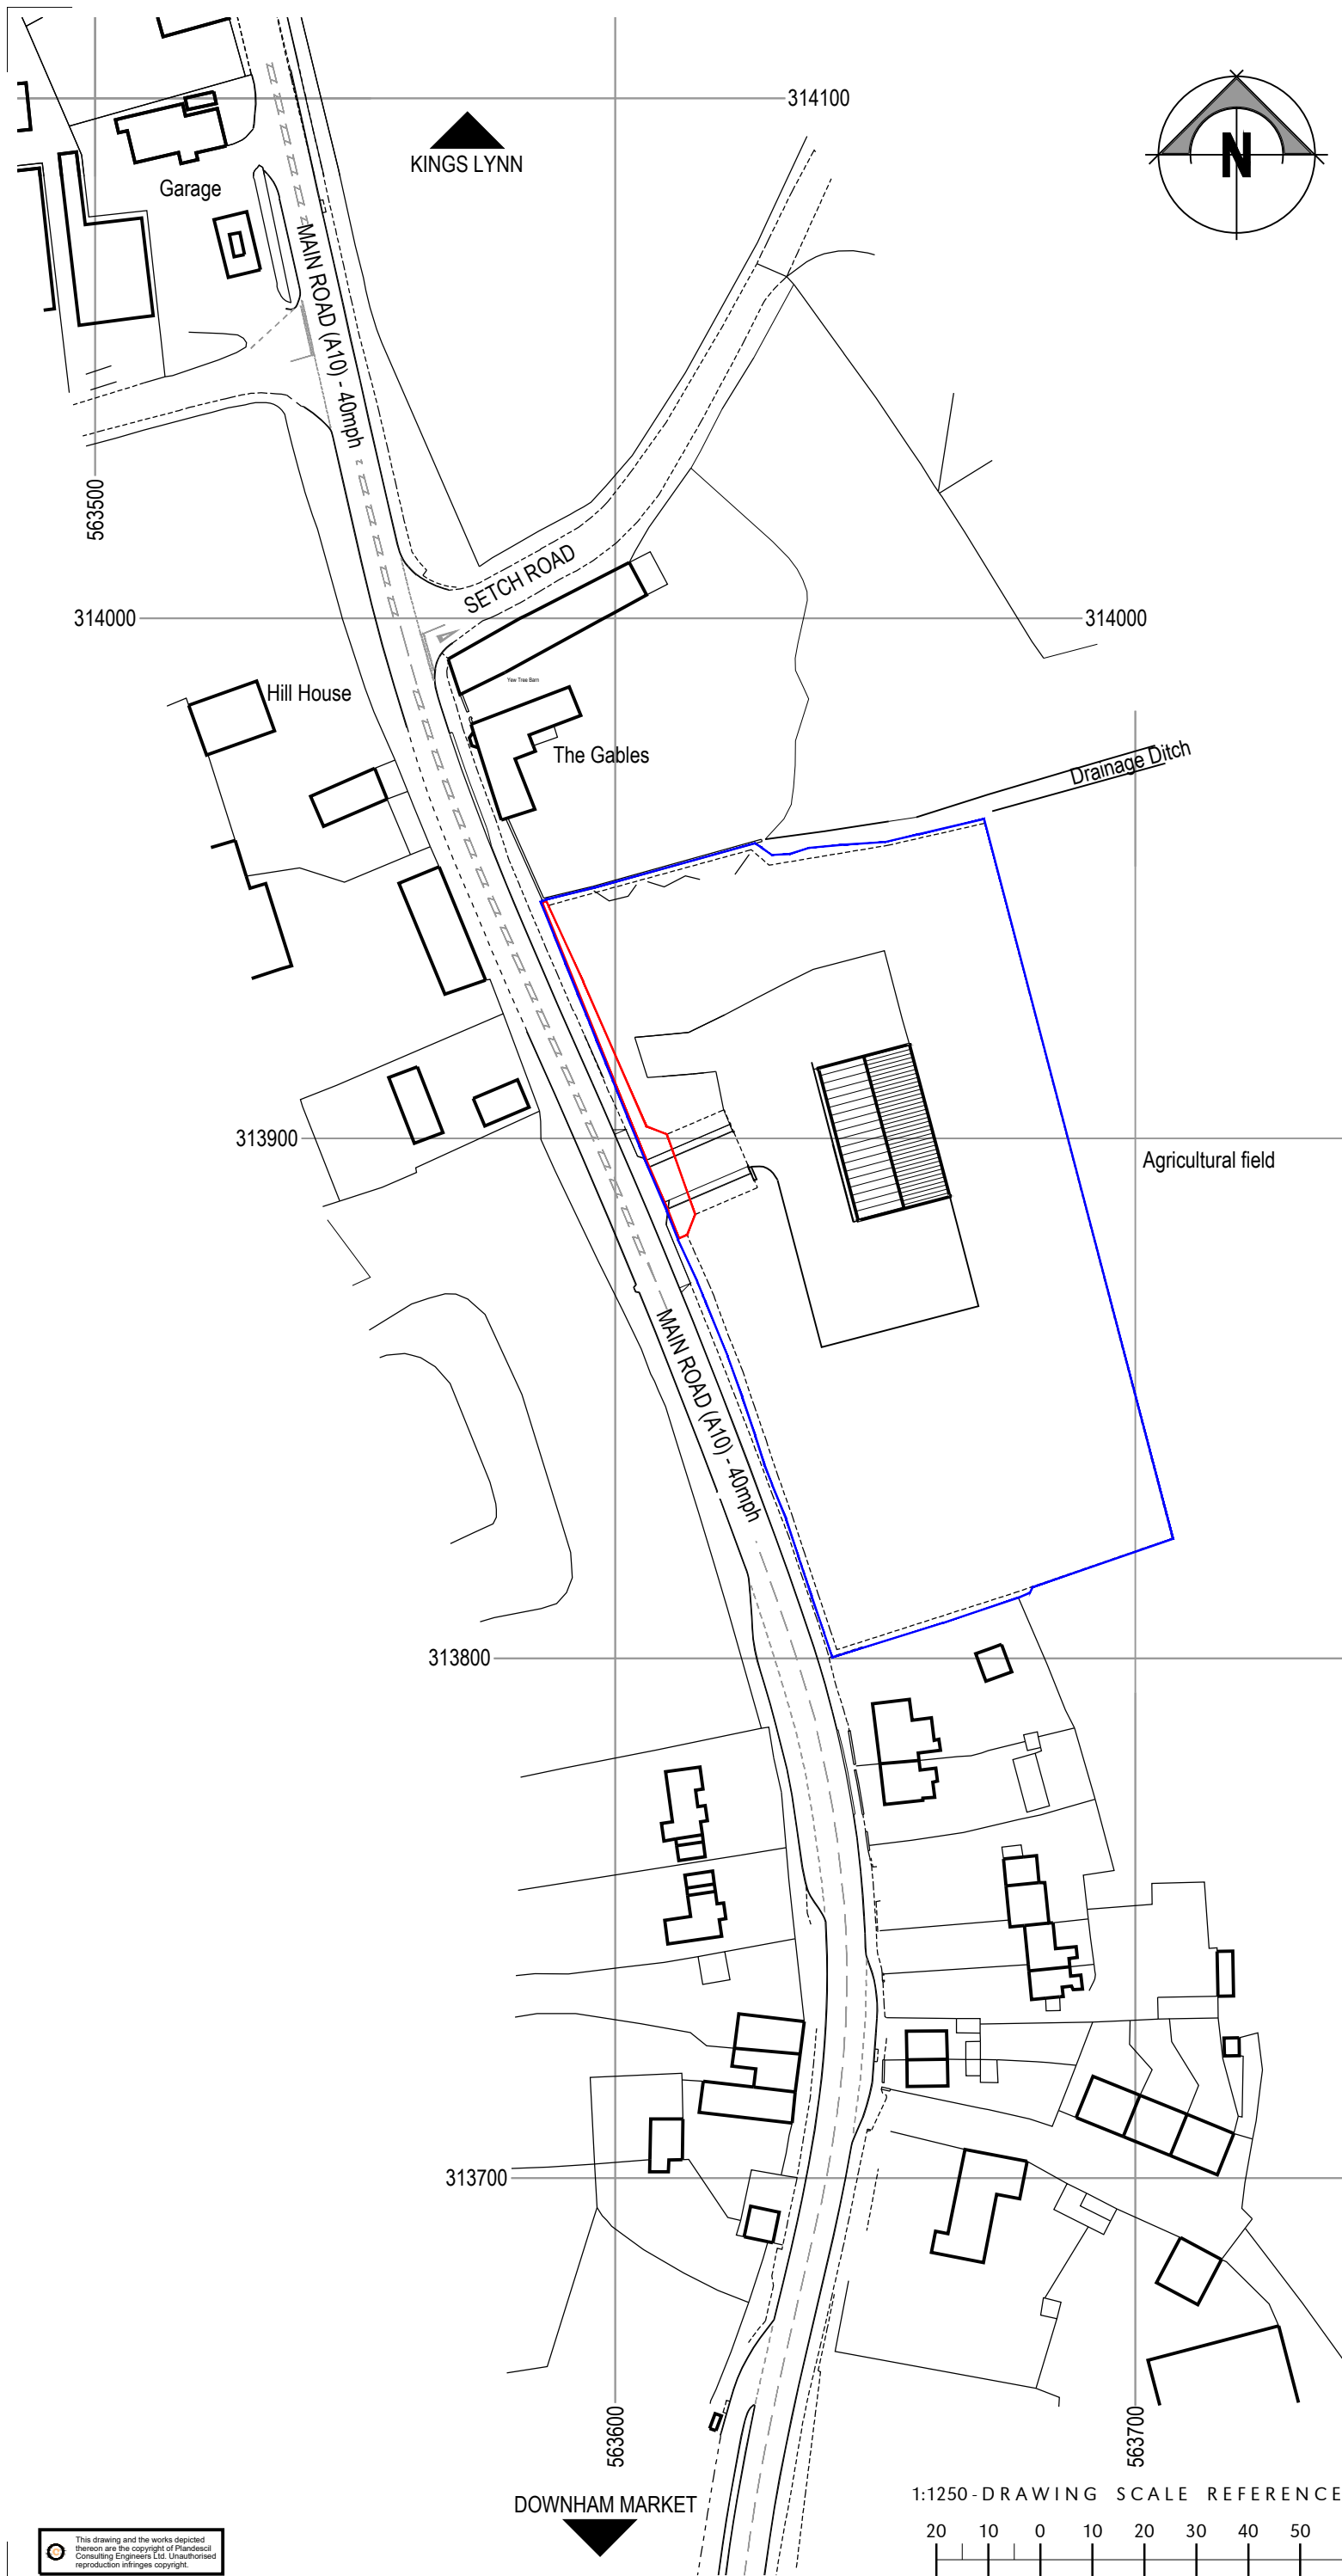 314100
KINGS LYNN
N
Garage
MAIN ROAD (A10) - 40mph
563500
SETCH ROAD
314000
314000
Yew Tree Barn
Hill House
The Gables
Drainage Ditch
313900
Agricultural field
MAIN ROAD (A10) - 40mph
313800
313700
563600
563700
1:1250 - DRAWING SCALE REFERENCE
DOWNHAM MARKET
20 10 0 10 20 30 40 50
This drawing and the works depicted
thereon are the copyright of Plandescil
Consulting Engineers Ltd. Unauthorised
reproduction infringes copyright.